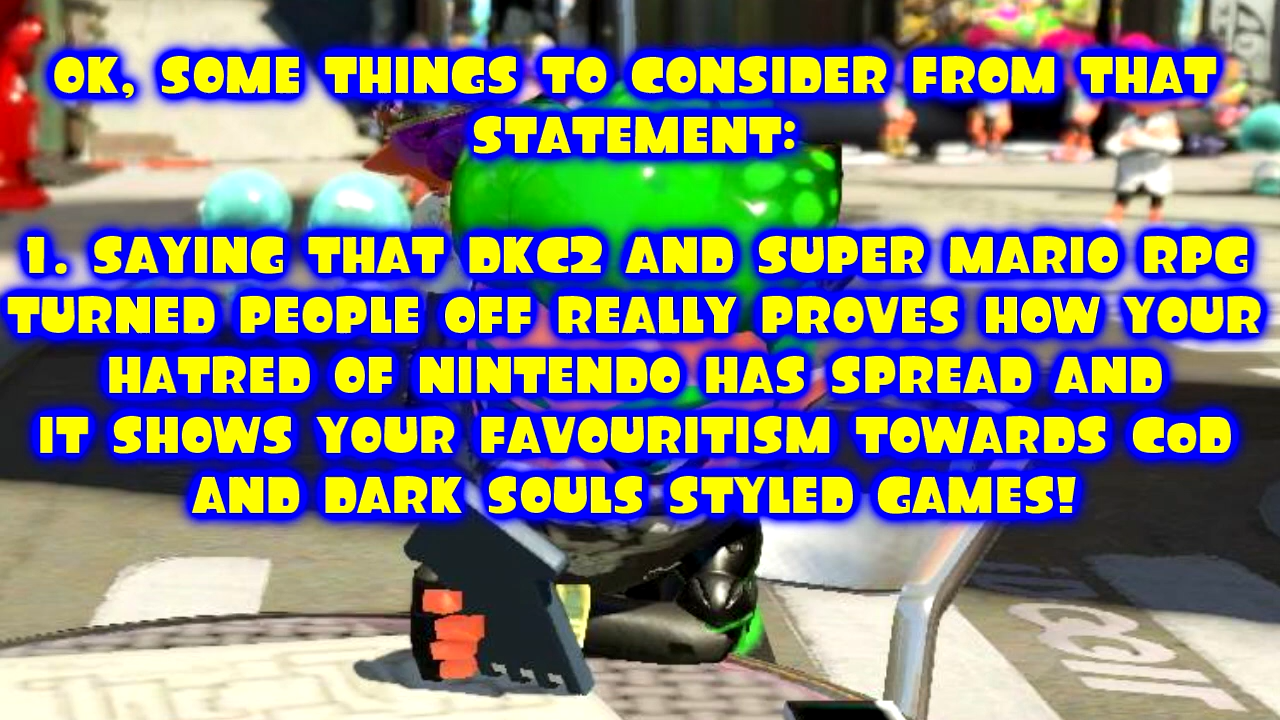 OK, SOME THINGS TO CONSIDER FROM THAT
STATEMENT:
1. SAYING THAT DKC2 AND SUPER MARIO RPG
TURNED PEOPLE OFF REALLY PROVES HOW YOUR
HATRED OF NINTENDO HAS SPREAD AND
IT SHOWS YOUR FAVOURITISM TOWARDS CoD
AND DARK SOULS STYLED GAMES!